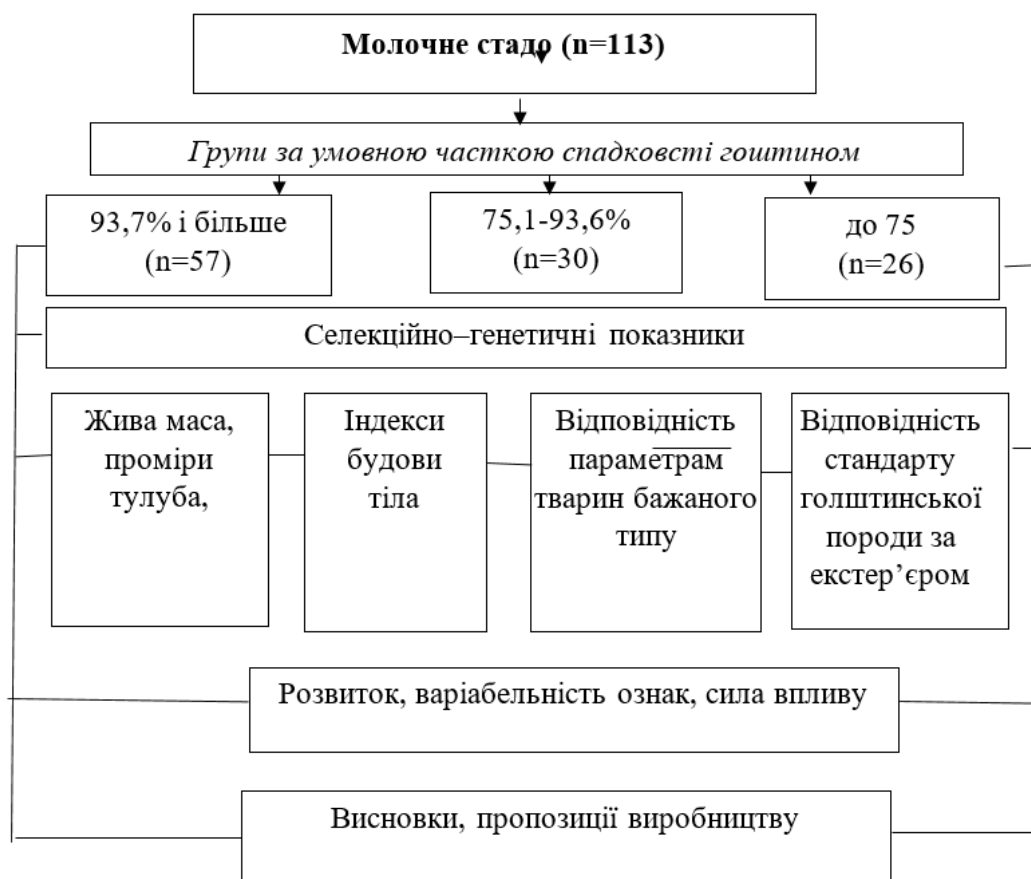 Молочне стадо (n=113)
Групи за умовною часткою спадковсті гоштином
93,7% і більше
(n=57)
75,1-93,6%
(n=30)
до 75
(n=26)
Селекційно–генетичні показники
Жива маса,
проміри
тулуба,
Індекси
будови
тіла
Відповідність
параметрам
тварин бажаного
типу
Відповідність
стандарту
голштинської
породи за
екстер’єром
Розвиток, варіабельність ознак, сила впливу
Висновки, пропозиції виробництву